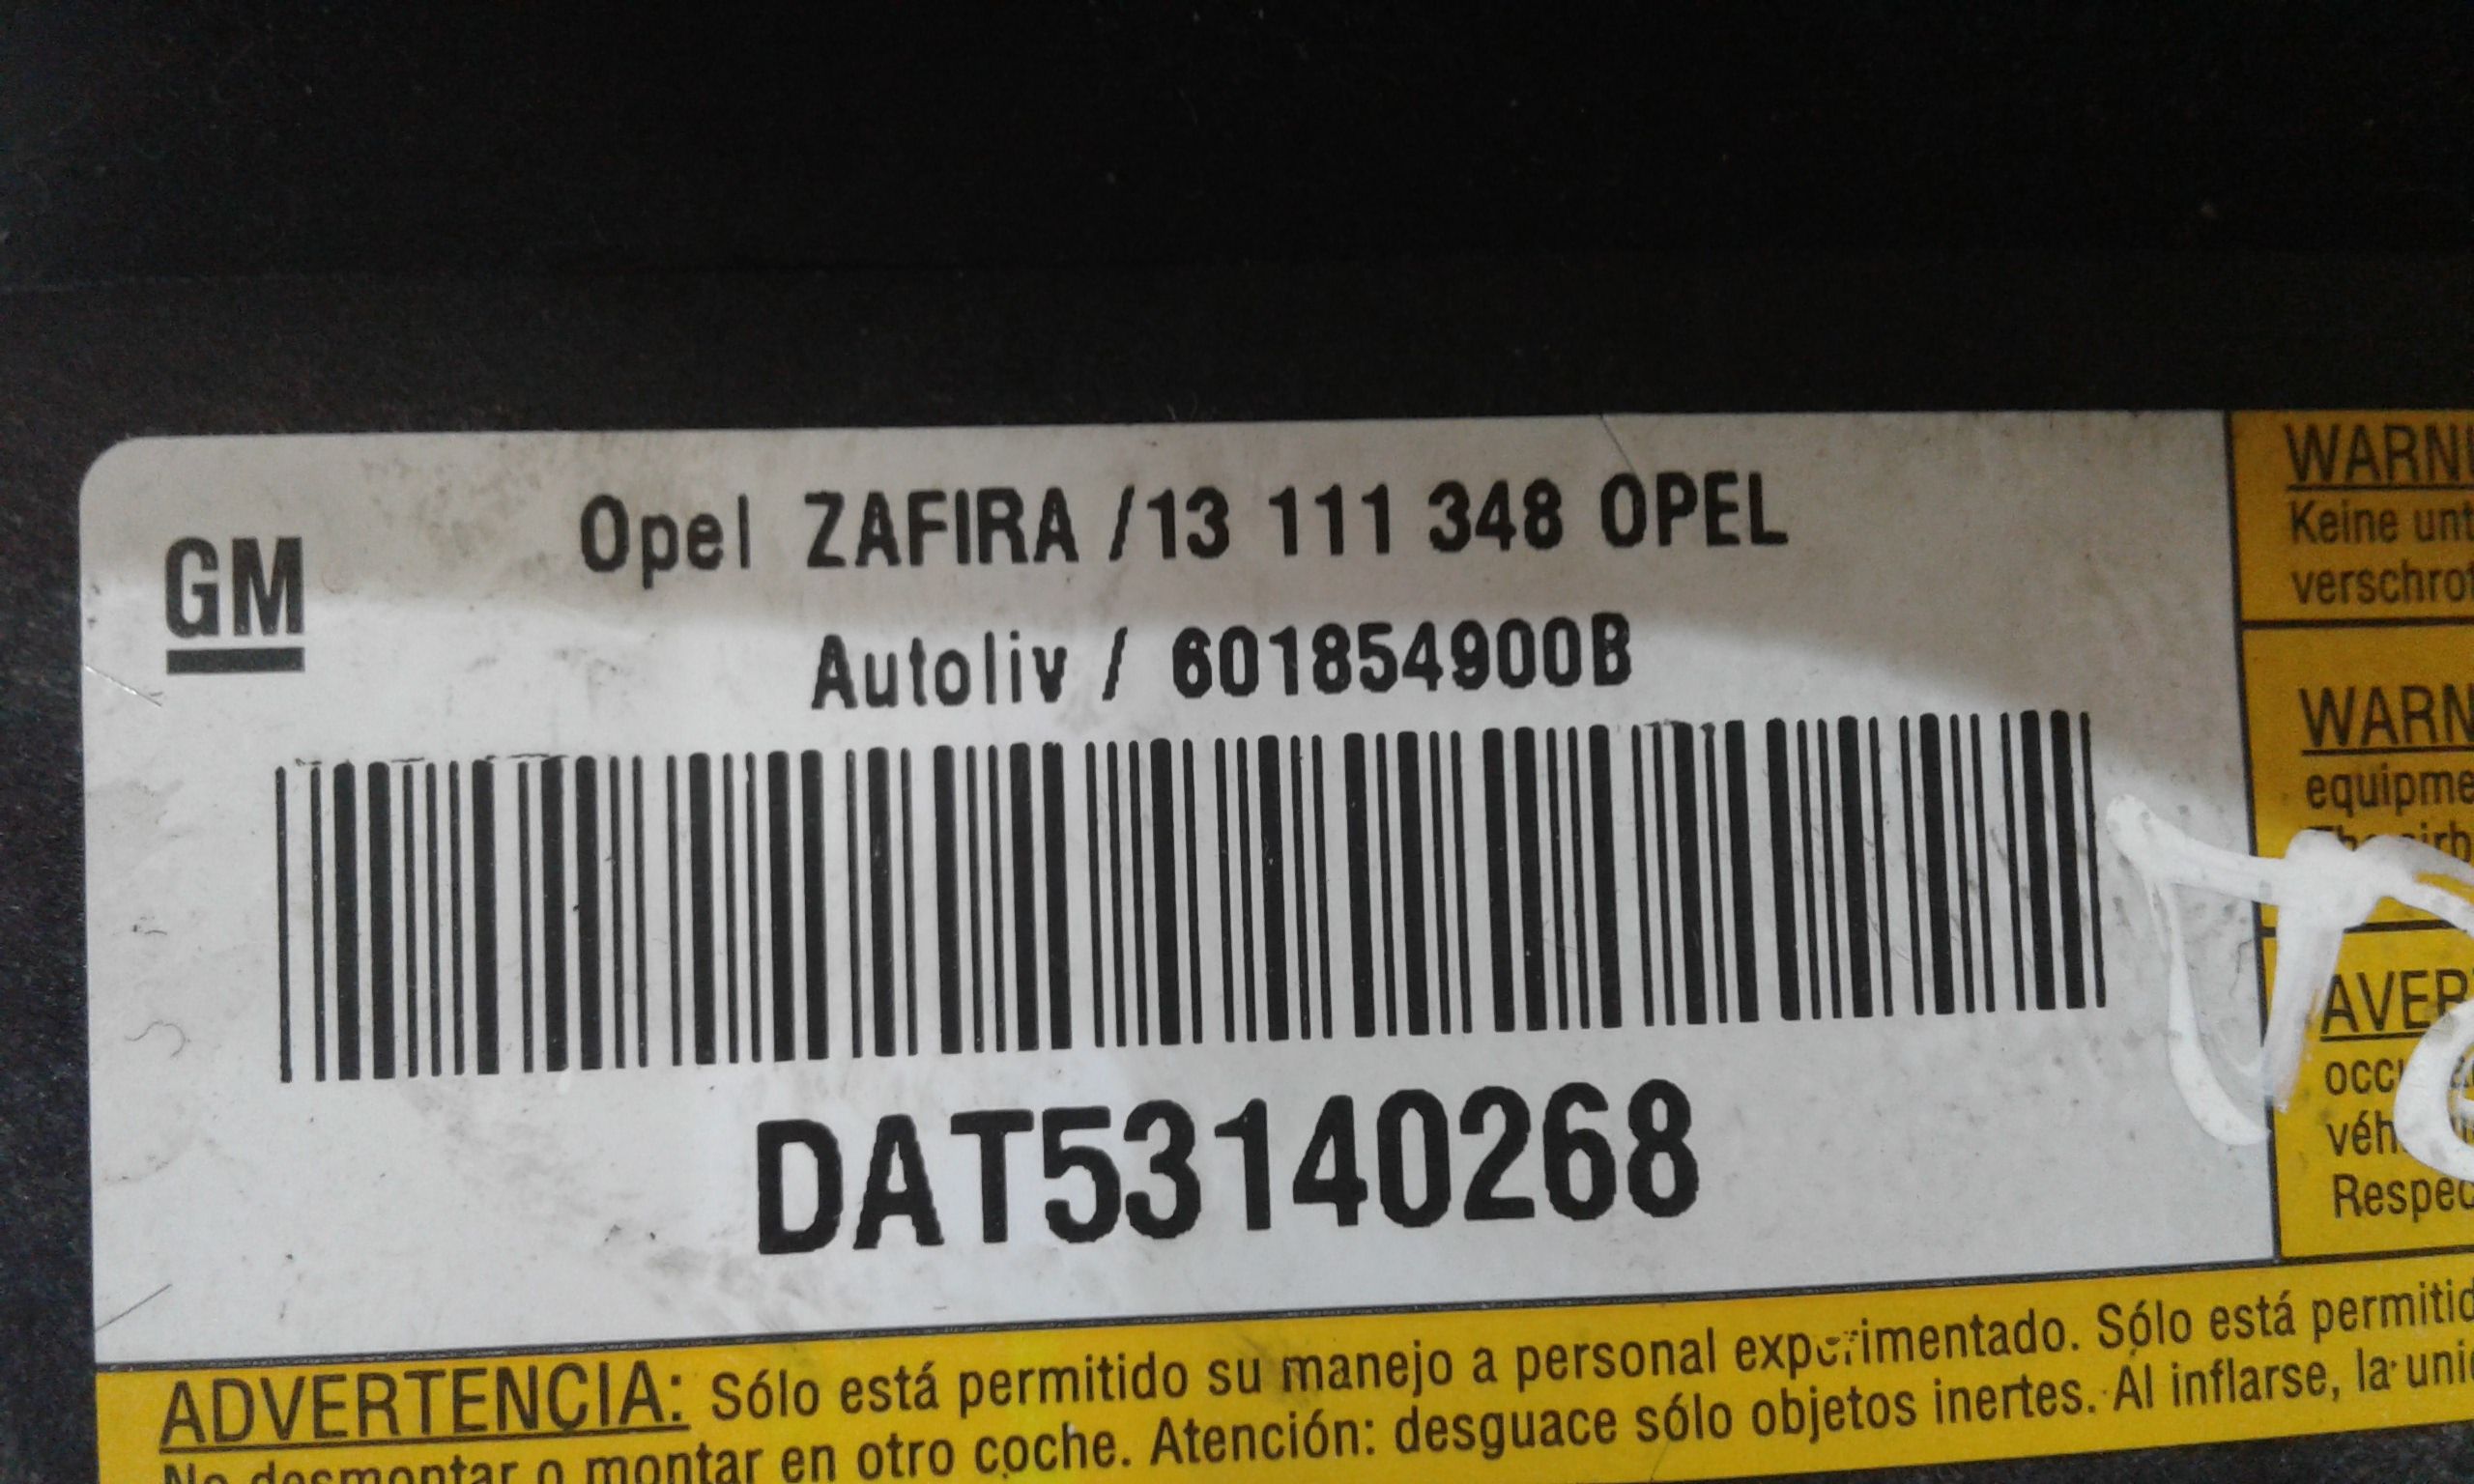 GM
Opel ZAFIRA /13 111 348 OPEL
Autoliv / 601854900B
DAT53140268
WARNU
Keine unt
verschrot
WARN
equipme
AVER
véh
Respec
ADVERTENCIA: Sólo está permitido su manejo a personal experimentado. Sólo está permitid
No desmontar o montar en otro coche. Atención: desguace sólo objetos inertes. Al inflarse, la uni